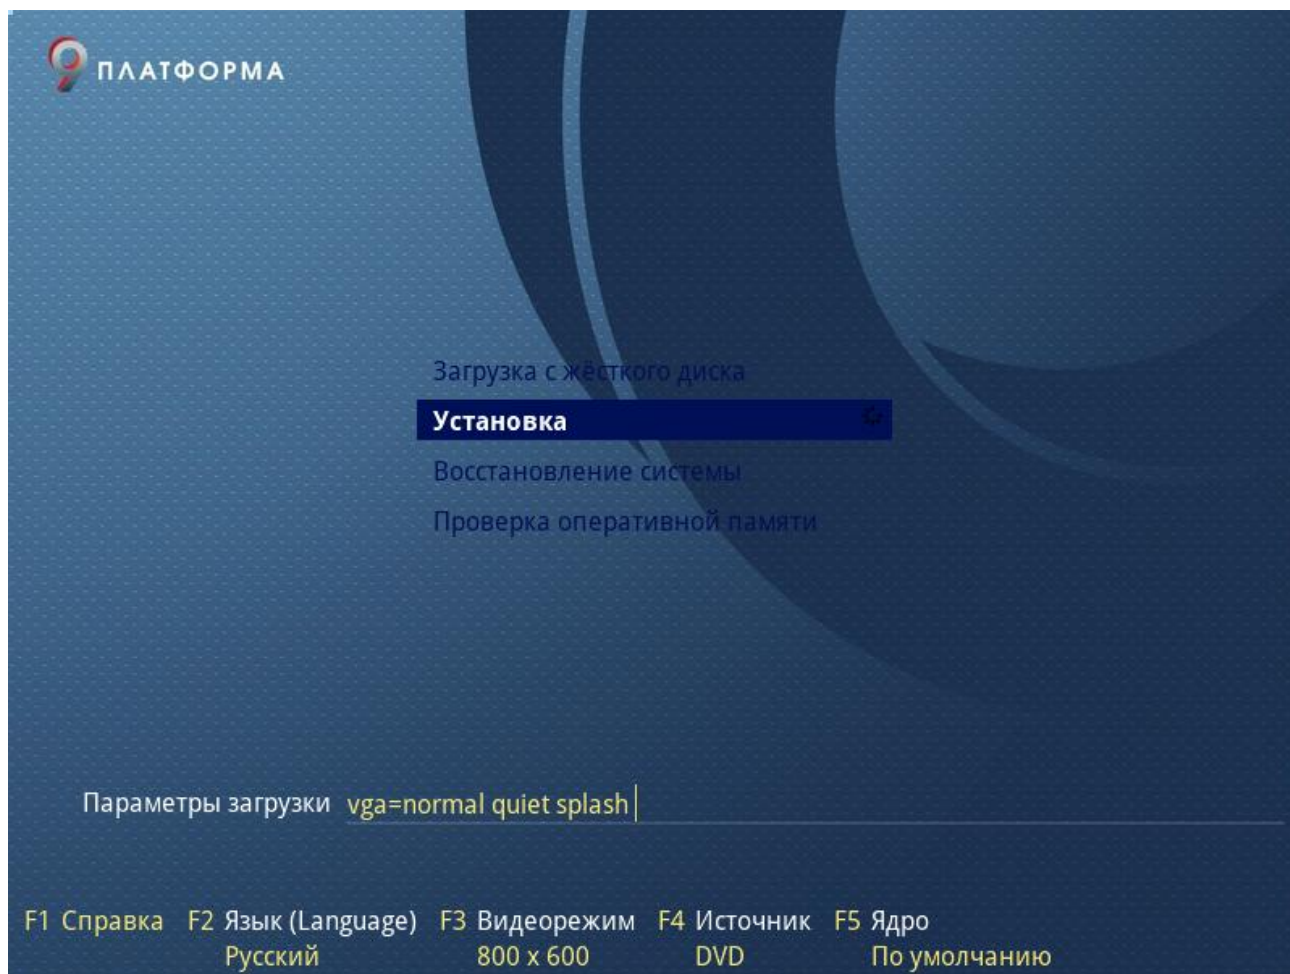 9 ПЛАТФОРМА
Загрузка с жёсткого диска
Установка
Восстановление системы
Проверка оперативной памяти
Параметры загрузки vga=normal quiet splash
F1 Справка F2 Язык (Language) F3 Видеорежим F4 Источник F5 Ядро
Русский 800 x 600 DVD По умолчанию